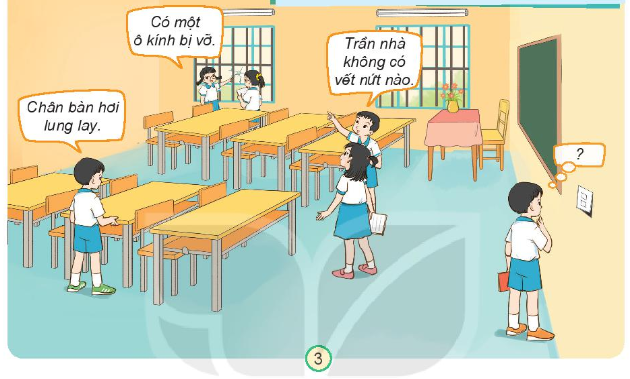 Có một
ô kính bị vỡ.
Trần nhà
không có
vết nứt nào.
Chân bàn hơi
lung lay.
?
3